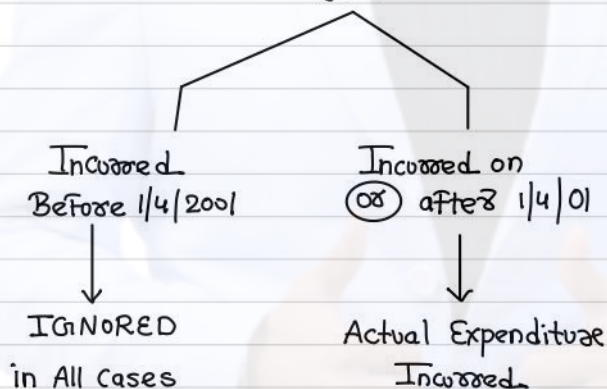 Incurred
Before 1/4/2001
Incurred on
or after 1/4/01
IGNORED
in All Cases
Actual Expenditure
Incurred